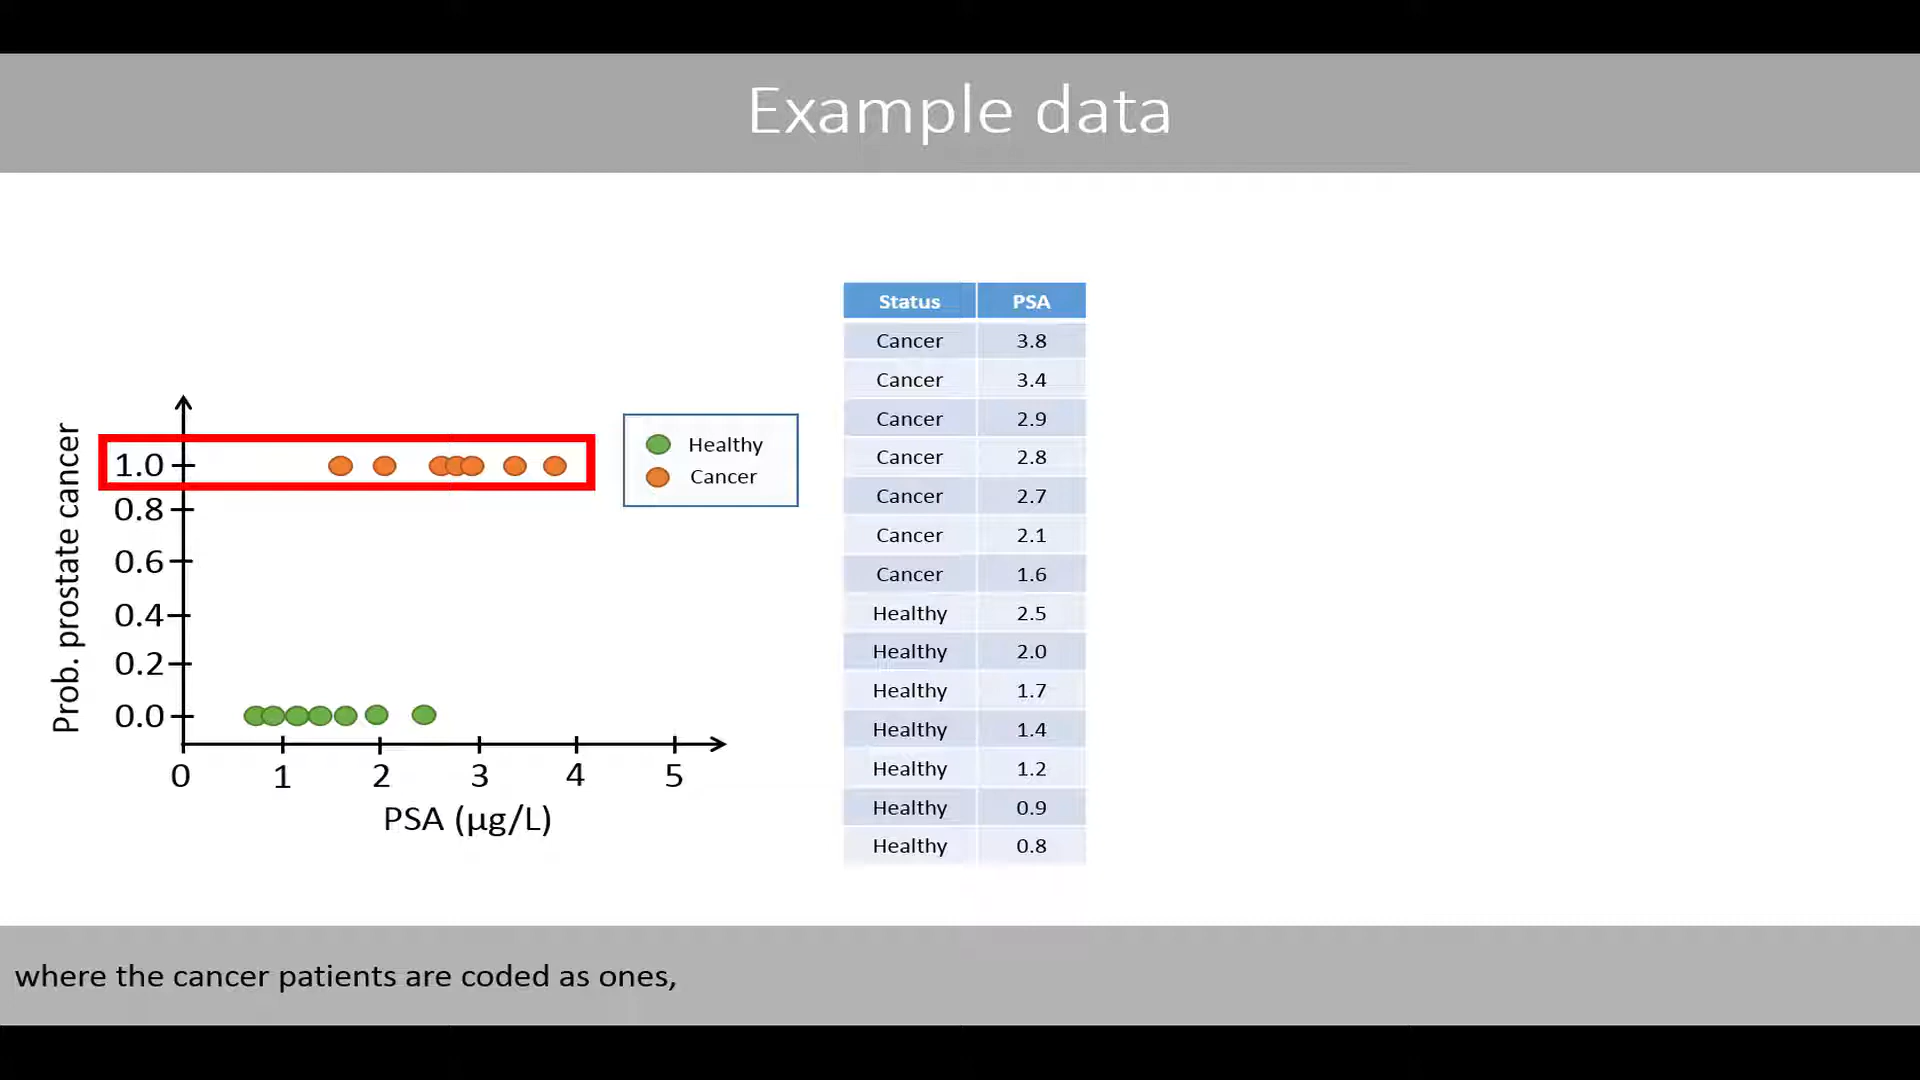 Example data
Prob. prostate cancer
1.0
0.8
0.6
0.4
0.2
0.0
0 1 2 3 4 5
PSA (µg/L)
Healthy
Cancer
Status PSA
Cancer 3.8
Cancer 3.4
Cancer 2.9
Cancer 2.8
Cancer 2.7
Cancer 2.1
Cancer 1.6
Healthy 2.5
Healthy 2.0
Healthy 1.7
Healthy 1.4
Healthy 1.2
Healthy 0.9
Healthy 0.8
where the cancer patients are coded as ones,